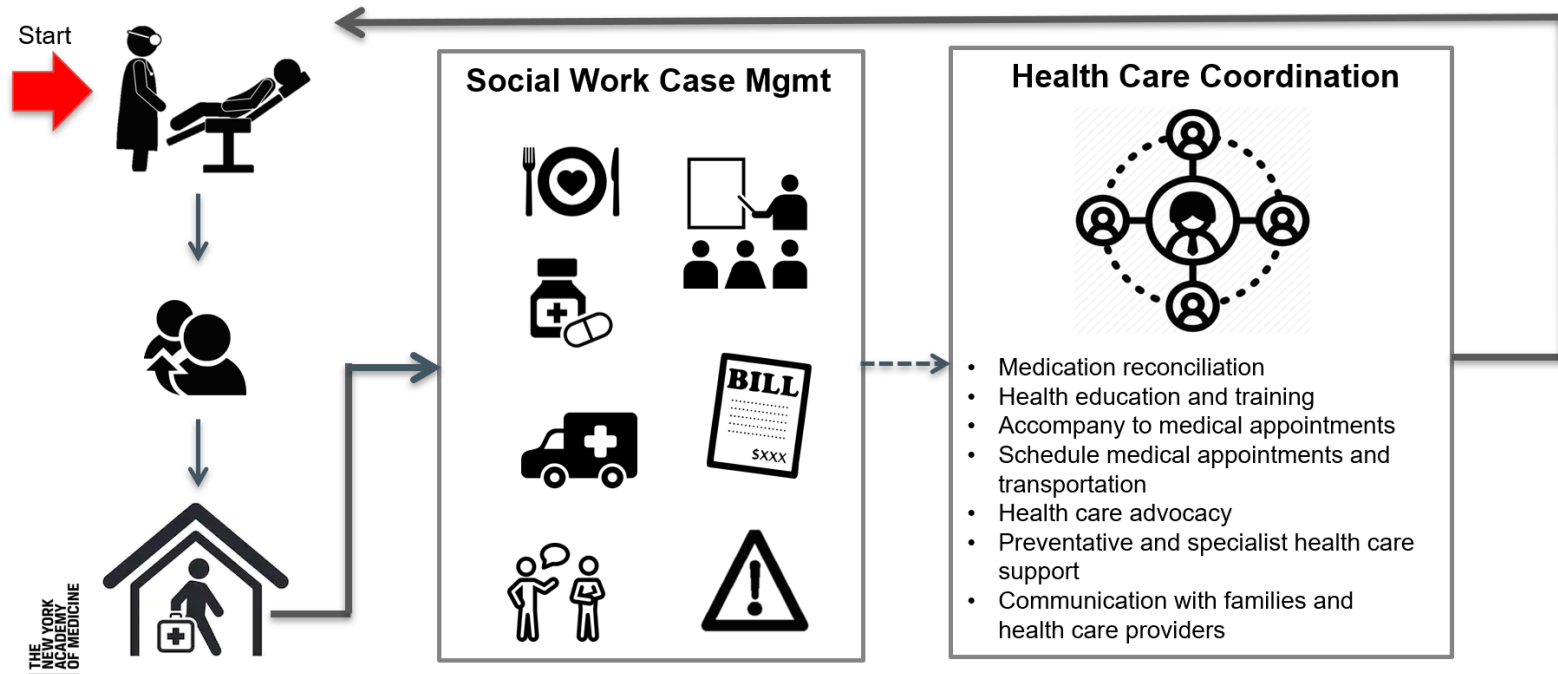 Start
Social Work Case Mgmt
BILL
$XXX
Health Care Coordination
• Medication reconciliation
• Health education and training
• Accompany to medical appointments
• Schedule medical appointments and
transportation
• Health care advocacy
• Preventative and specialist health care
support
• Communication with families and
health care providers
THE
NEW YORK
ACADEMY
OF MEDICINE